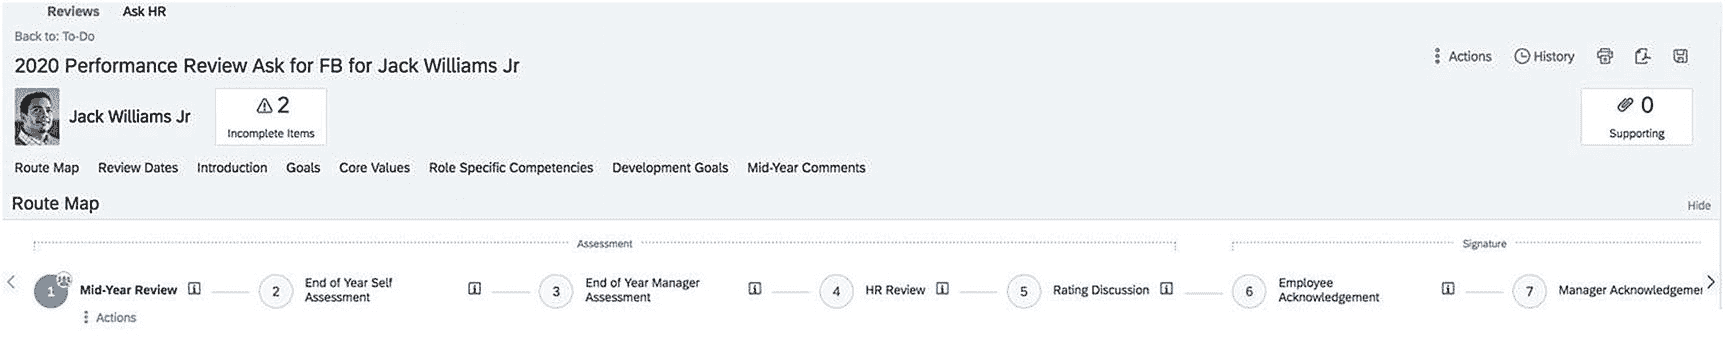 Reviews Ask HR
Back to: To-Do
2020 Performance Review Ask for FB for Jack Williams Jr
Actions History
Jack Williams Jr
2
Incomplete Items
0
Supporting
Route Map Review Dates Introduction Goals Core Values Role Specific Competencies Development Goals Mid-Year Comments
Route Map
Hide
Assessment Signature
1 Mid-Year Review
Actions
2 End of Year Self
Assessment
3 End of Year Manager
Assessment
4 HR Review
5 Rating Discussion
6 Employee
Acknowledgement
7 Manager Acknowledgemer